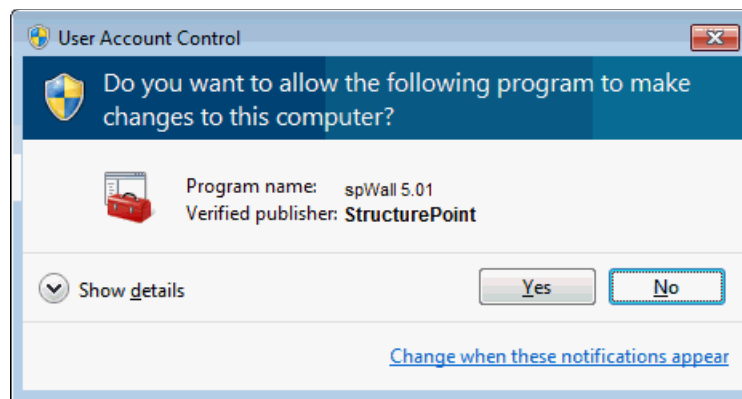 User Account Control
Do you want to allow the following program to make
changes to this computer?
Program name: spWall 5.01
Verified publisher: StructurePoint
Show details Yes No
Change when these notifications appear